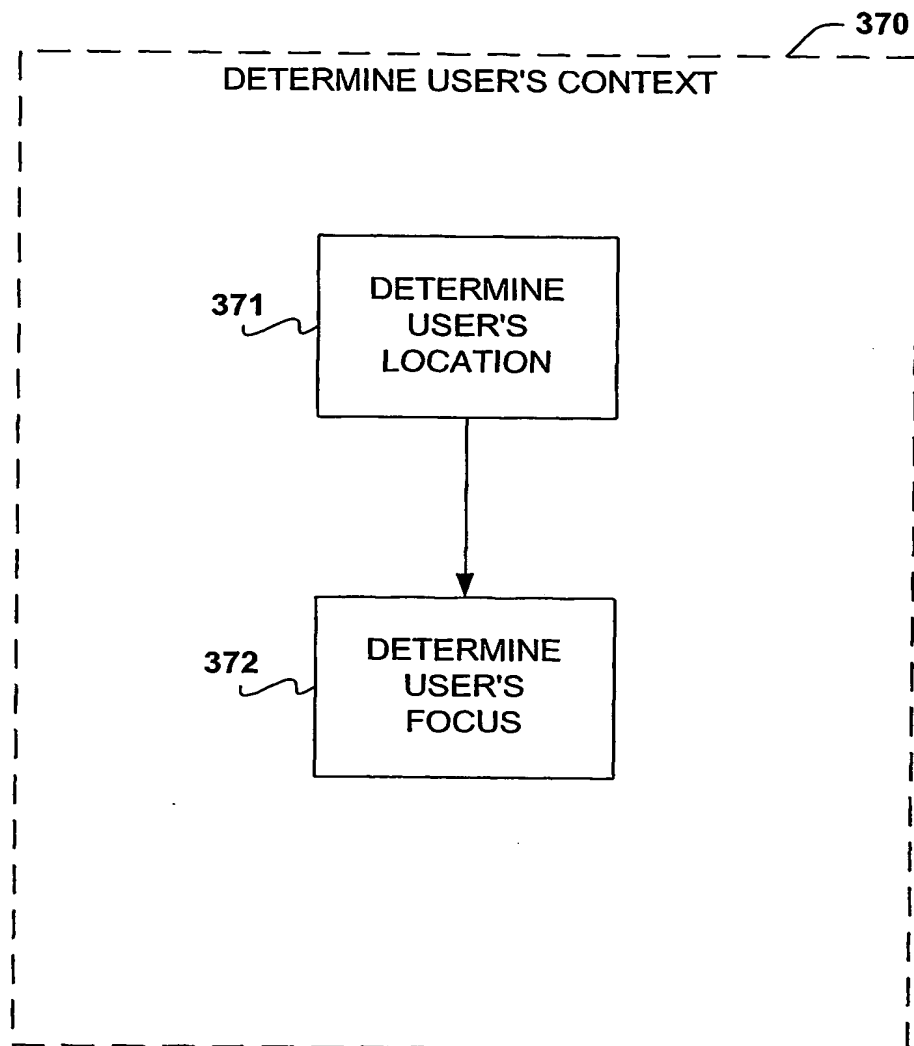 370
DETERMINE USER'S CONTEXT
371
DETERMINE
USER'S
LOCATION
372
DETERMINE
USER'S
FOCUS